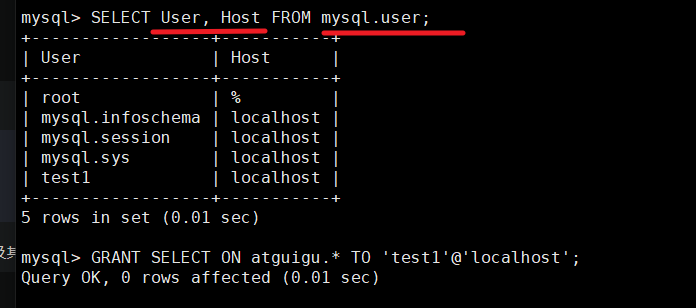 mysql> SELECT User, Host FROM mysql.user;
+------------------+-----------+
| User             | Host      |
+------------------+-----------+
| root             | %         |
| mysql.infoschema | localhost |
| mysql.session    | localhost |
| mysql.sys        | localhost |
| test1            | localhost |
+------------------+-----------+
5 rows in set (0.01 sec)
mysql> GRANT SELECT ON atguigu.* TO 'test1'@'localhost';
Query OK, 0 rows affected (0.01 sec)